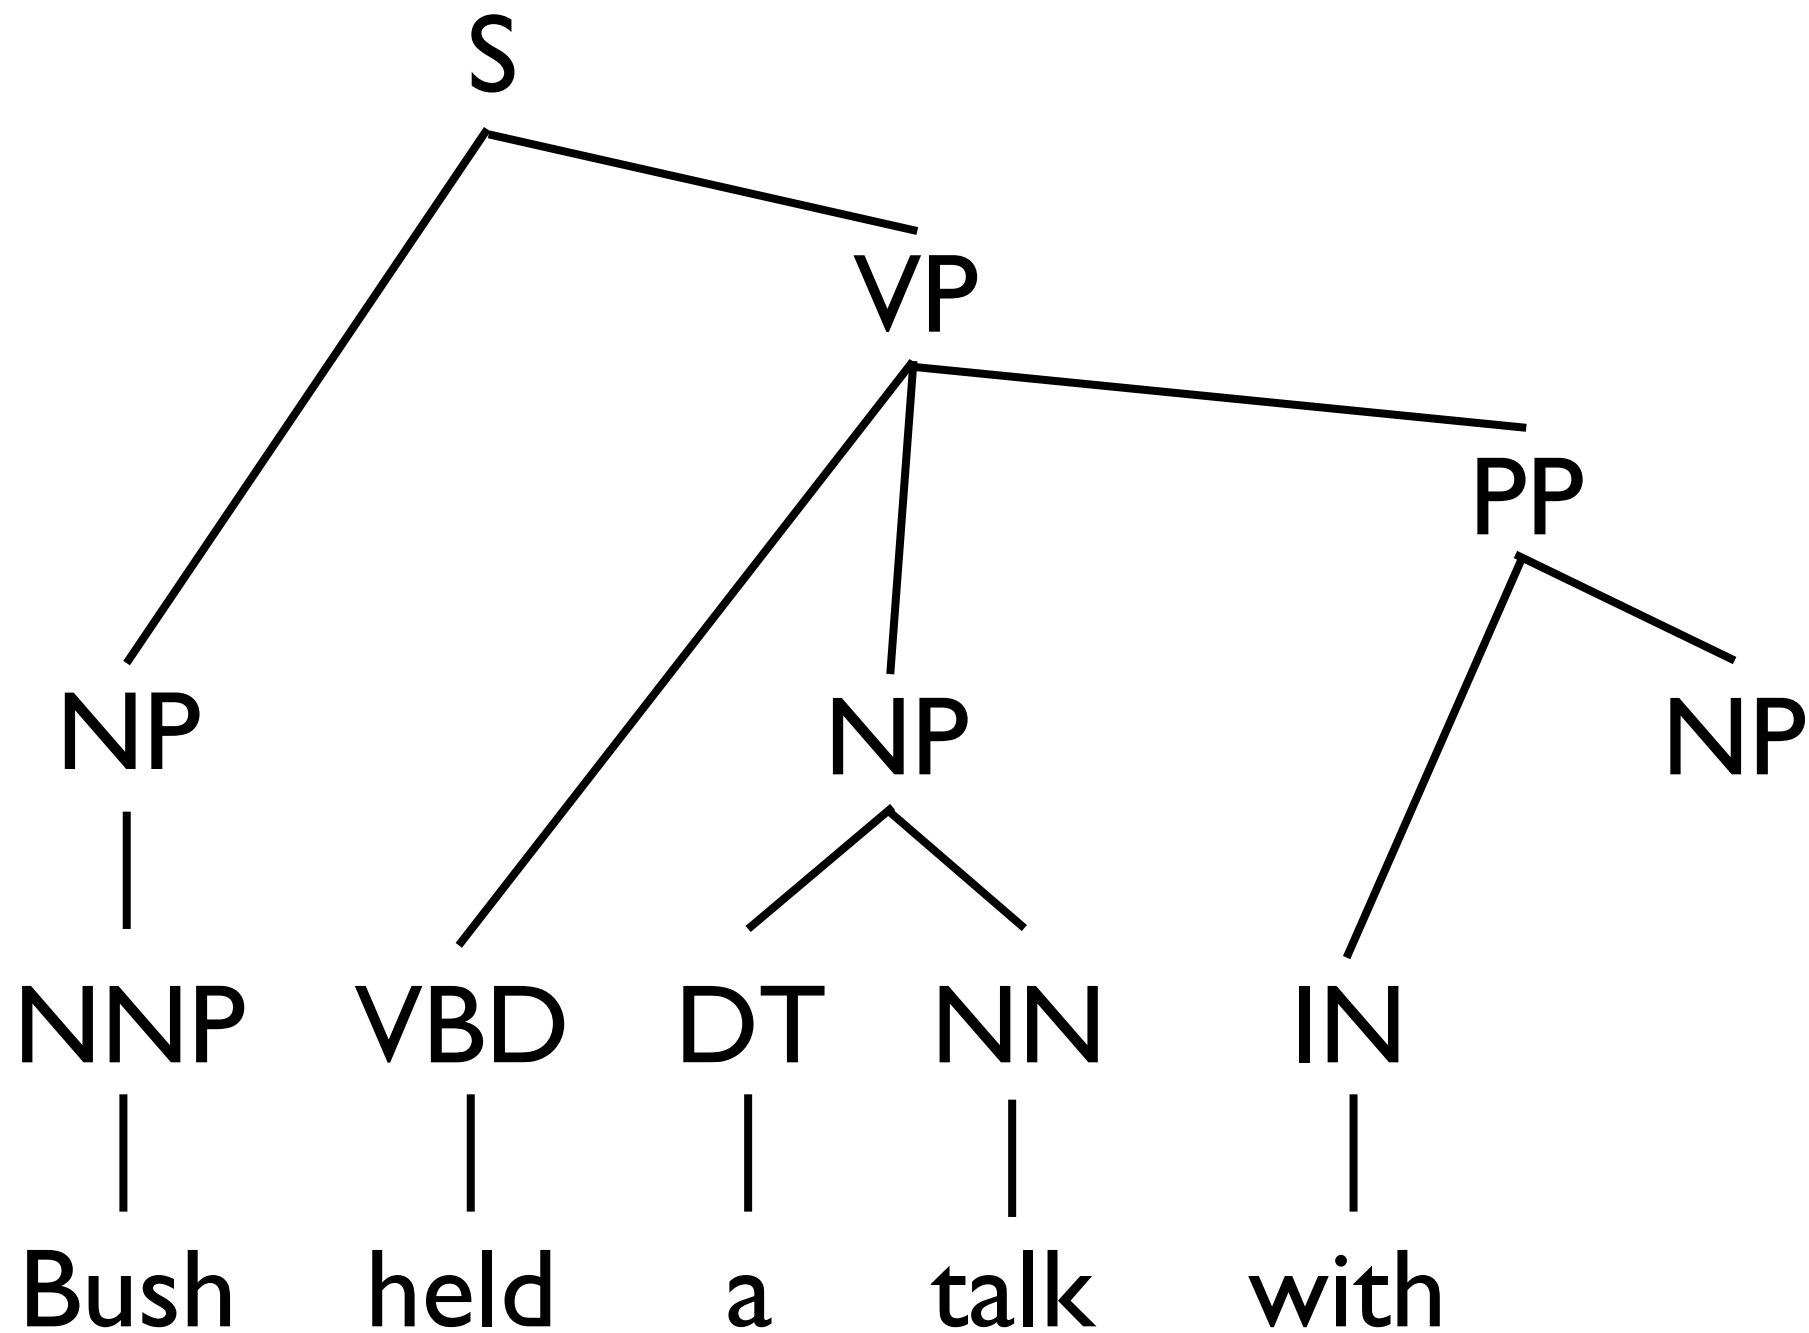 S
VP
PP
NP NP NP
NNP VBD DT NN IN
Bush held a talk with